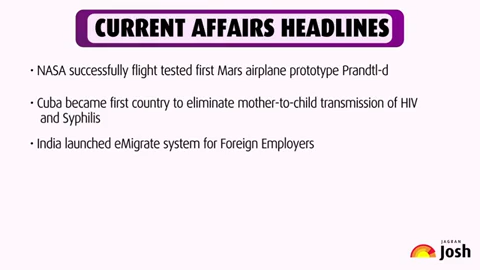 CURRENT AFFAIRS HEADLINES
• NASA successfully flight tested first Mars airplane prototype Prandtl-d
• Cuba became first country to eliminate mother-to-child transmission of HIV
and Syphilis
• India launched eMigrate system for Foreign Employers
JAGRAN
Josh